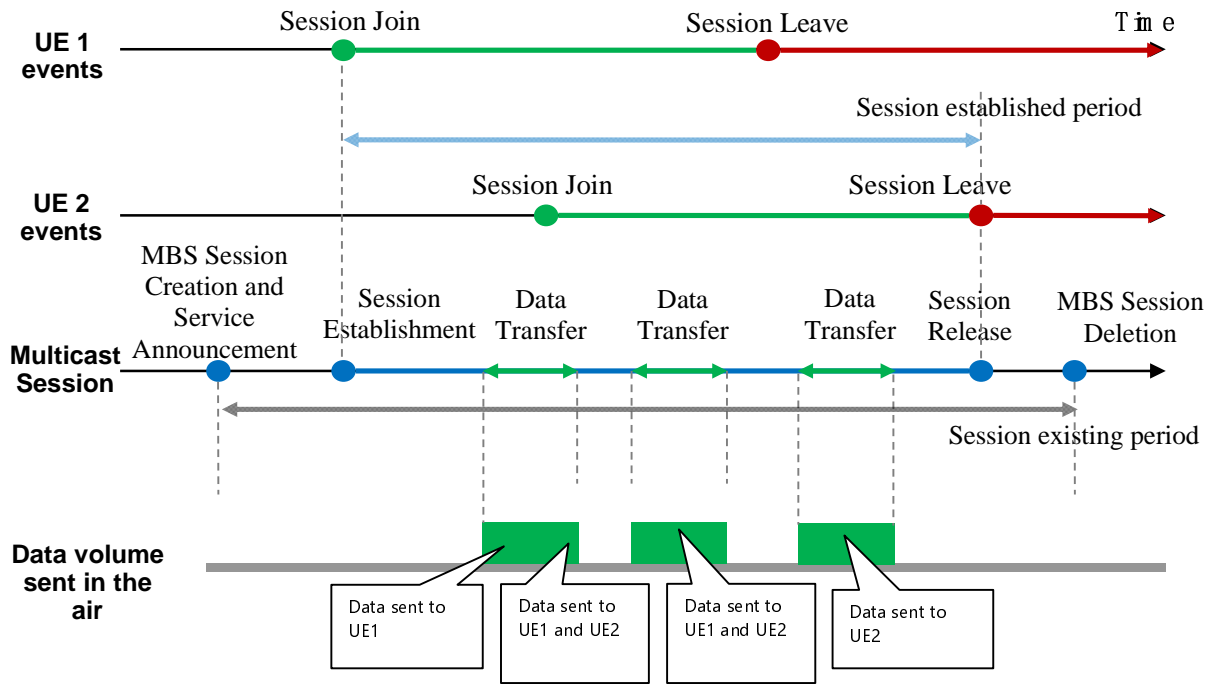 Session Join
Session Leave
Time
UE 1
events
Session established period
Session Join
Session Leave
UE 2
events
MBS Session
Creation and
Service
Announcement
Session
Establishment
Data
Transfer
Data
Transfer
Data
Transfer
Session
Release
MBS Session
Deletion
Multicast
Session
Session existing period
Data volume
sent in the
air
Data sent to
UE1
Data sent to
UE1 and UE2
Data sent to
UE1 and UE2
Data sent to
UE2